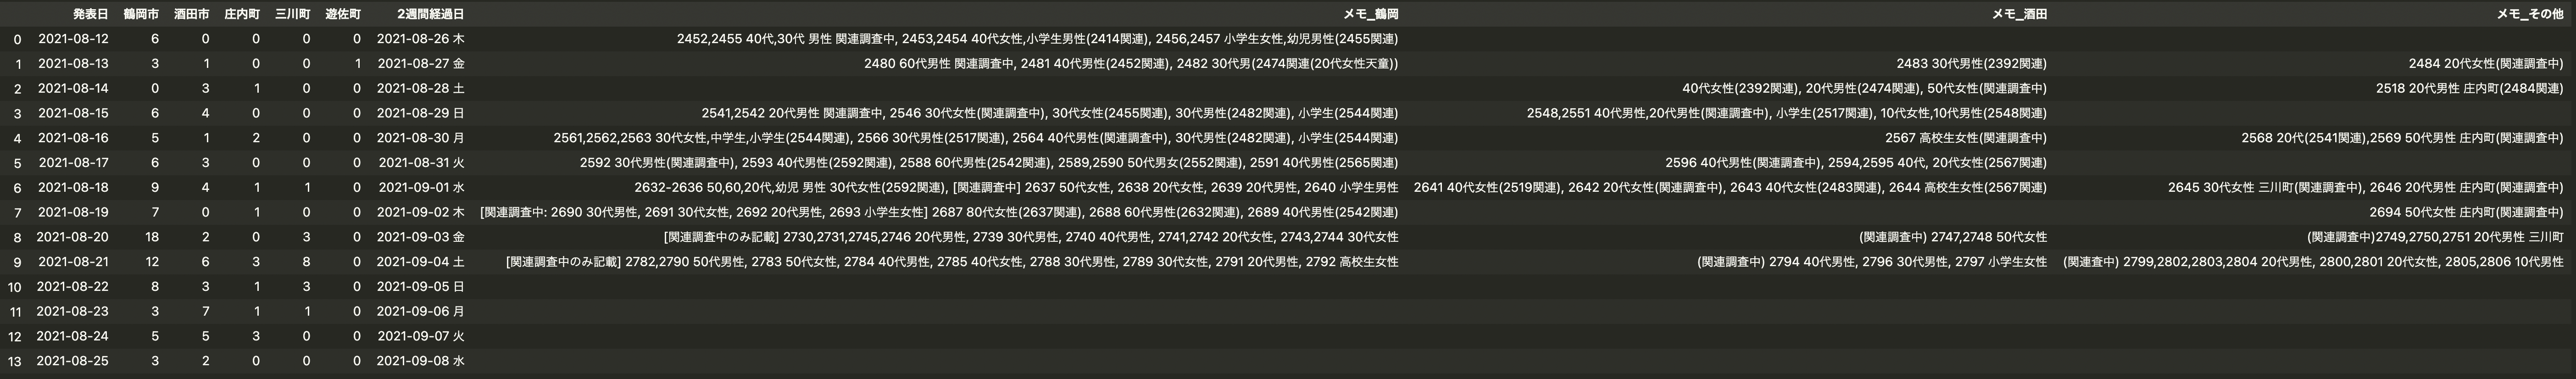 発表日 鶴岡市 酒田市 庄内町 三川町 遊佐町 2週間経過日 メモ_鶴岡 メモ_酒田 メモ_その他
0 2021-08-12 6 0 0 0 0 2021-08-26 木 2452,2455 40代,30代 男性 関連調査中, 2453,2454 40代女性,小学生男性(2414関連), 2456,2457 小学生女性,幼児男性(2455関連)
1 2021-08-13 3 1 0 0 1 2021-08-27 金 2480 60代男性 関連調査中, 2481 40代男性(2452関連), 2482 30代男(2474関連(20代女性天童)) 2483 30代男性(2392関連) 2484 20代女性(関連調査中)
2 2021-08-14 0 3 1 0 0 2021-08-28 土 40代女性(2392関連), 20代男性(2474関連), 50代女性(関連調査中) 2518 20代男性 庄内町(2484関連)
3 2021-08-15 6 4 0 0 0 2021-08-29 日 2541,2542 20代男性 関連調査中, 2546 30代女性(関連調査中), 30代女性(2455関連), 30代男性(2482関連), 小学生(2544関連) 2548,2551 40代男性,20代男性(関連調査中), 小学生(2517関連), 10代女性,10代男性(2548関連)
4 2021-08-16 5 1 2 0 0 2021-08-30 月 2561,2562,2563 30代女性,中学生,小学生(2544関連), 2566 30代男性(2517関連), 2564 40代男性(関連調査中), 30代男性(2482関連), 小学生(2544関連) 2567 高校生女性(関連調査中) 2568 20代(2541関連),2569 50代男性 庄内町(関連調査中)
5 2021-08-17 6 3 0 0 0 2021-08-31 火 2592 30代男性(関連調査中), 2593 40代男性(2592関連), 2588 60代男性(2542関連), 2589,2590 50代男女(2552関連), 2591 40代男性(2565関連) 2596 40代男性(関連調査中), 2594,2595 40代, 20代女性(2567関連)
6 2021-08-18 9 4 1 1 0 2021-09-01 水 2632-2636 50,60,20代,幼児 男性 30代女性(2592関連), [関連調査中] 2637 50代女性, 2638 20代女性, 2639 20代男性, 2640 小学生男性 2641 40代女性(2519関連), 2642 20代女性(関連調査中), 2643 40代女性(2483関連), 2644 高校生女性(2567関連) 2645 30代女性 三川町(関連調査中), 2646 20代男性 庄内町(関連調査中)
7 2021-08-19 7 0 1 0 0 2021-09-02 木 [関連調査中: 2690 30代男性, 2691 30代女性, 2692 20代男性, 2693 小学生女性] 2687 80代女性(2637関連), 2688 60代男性(2632関連), 2689 40代男性(2542関連) 2694 50代女性 庄内町(関連調査中)
8 2021-08-20 18 2 0 3 0 2021-09-03 金 [関連調査中のみ記載] 2730,2731,2745,2746 20代男性, 2739 30代男性, 2740 40代男性, 2741,2742 20代女性, 2743,2744 30代女性 (関連調査中) 2747,2748 50代女性 (関連調査中)2749,2750,2751 20代男性 三川町
9 2021-08-21 12 6 3 8 0 2021-09-04 土 [関連調査中のみ記載] 2782,2790 50代男性, 2783 50代女性, 2784 40代男性, 2785 40代女性, 2788 30代男性, 2789 30代女性, 2791 20代男性, 2792 高校生女性 (関連調査中) 2794 40代男性, 2796 30代男性, 2797 小学生女性 (関連調査中) 2799,2802,2803,2804 20代男性, 2800,2801 20代女性, 2805,2806 10代男性
10 2021-08-22 8 3 1 3 0 2021-09-05 日
11 2021-08-23 3 7 1 1 0 2021-09-06 月
12 2021-08-24 5 5 3 0 0 2021-09-07 火
13 2021-08-25 3 2 0 0 0 2021-09-08 水